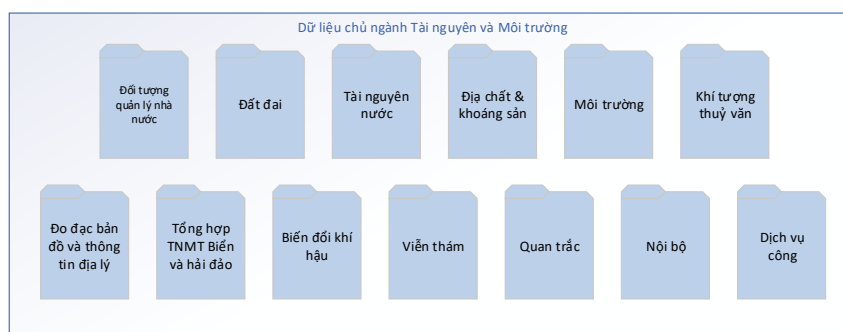 Dữ liệu chủ ngành Tài nguyên và Môi trường
Đối tượng
quản lý nhà
nước
Đất đai
Tài nguyên
nước
Địa chất &
khoáng sản
Môi trường
Khí tượng
thuỷ văn
Đo đạc bản
đồ và thông
tin địa lý
Tổng hợp
TNMT Biển
và hải đảo
Biến đổi khí
hậu
Viễn thám
Quan trắc
Nội bộ
Dịch vụ
công